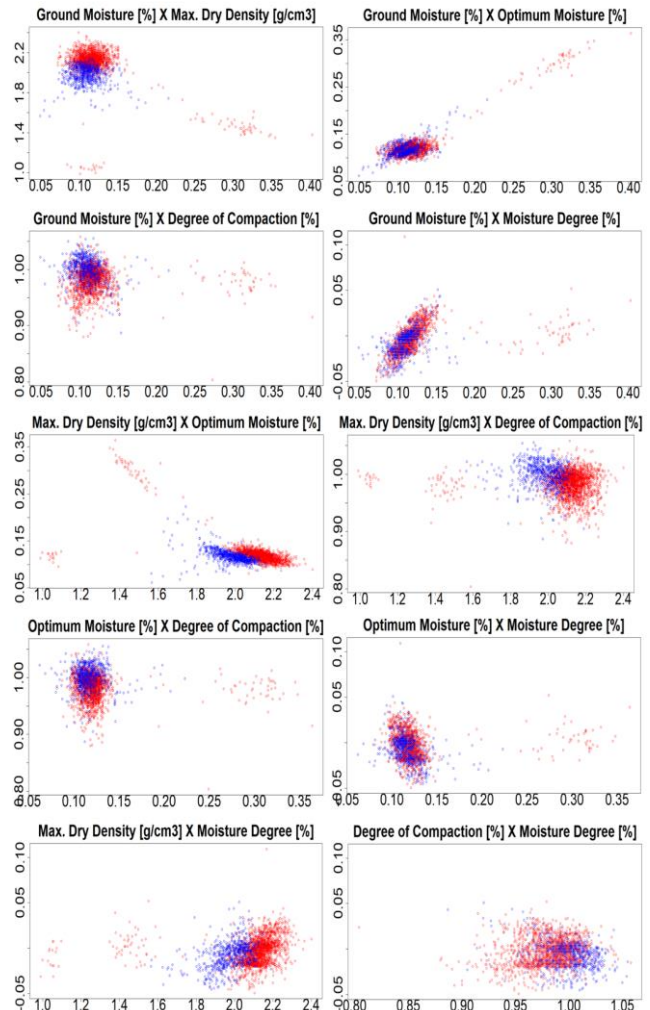 Ground Moisture [%] X Max. Dry Density [g/cm3]
2.2
1.8
1.4
1.0
0.05 0.10 0.15 0.20 0.25 0.30 0.35 0.40
Ground Moisture [%] X Optimum Moisture [%]
0.35
0.25
0.15
0.05
0.05 0.10 0.15 0.20 0.25 0.30 0.35 0.40
Ground Moisture [%] X Degree of Compaction [%]
1.00
0.90
0.80
0.05 0.10 0.15 0.20 0.25 0.30 0.35 0.40
Ground Moisture [%] X Moisture Degree [%]
0.10
0.05
-0.05
0.05 0.10 0.15 0.20 0.25 0.30 0.35 0.40
Max. Dry Density [g/cm3] X Optimum Moisture [%]
0.35
0.25
0.15
0.05
1.0 1.2 1.4 1.6 1.8 2.0 2.2 2.4
Max. Dry Density [g/cm3] X Degree of Compaction [%]
1.00
0.90
0.80
1.0 1.2 1.4 1.6 1.8 2.0 2.2 2.4
Optimum Moisture [%] X Degree of Compaction [%]
1.00
0.90
0.80
0.05 0.10 0.15 0.20 0.25 0.30 0.35
Optimum Moisture [%] X Moisture Degree [%]
0.10
0.05
-0.05
0.05 0.10 0.15 0.20 0.25 0.30 0.35
Max. Dry Density [g/cm3] X Moisture Degree [%]
0.10
0.05
-0.05
1.0 1.2 1.4 1.6 1.8 2.0 2.2 2.4
Degree of Compaction [%] X Moisture Degree [%]
0.10
0.05
-0.05
0.80 0.85 0.90 0.95 1.00 1.05